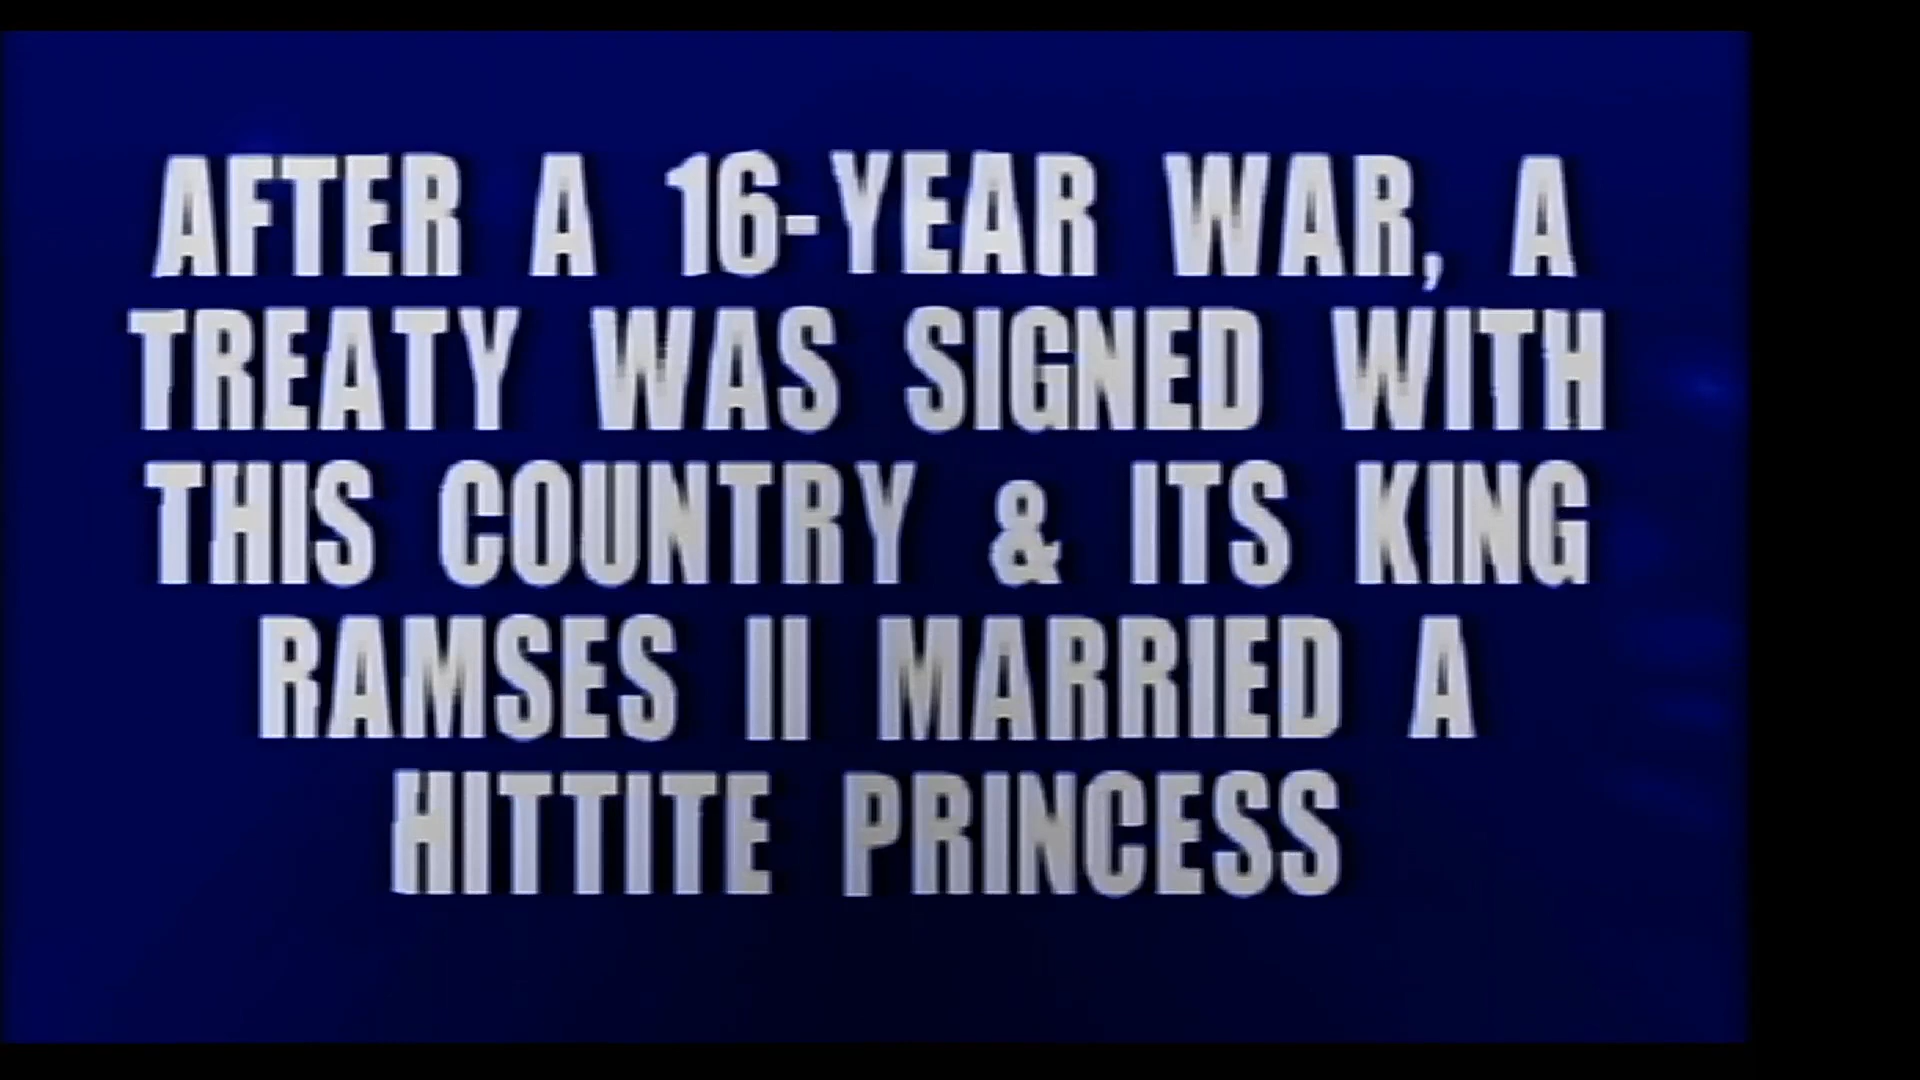 AFTER A 16-YEAR WAR, A
TREATY WAS SIGNED WITH
THIS COUNTRY & ITS KING
RAMSES II MARRIED A
HITTITE PRINCESS